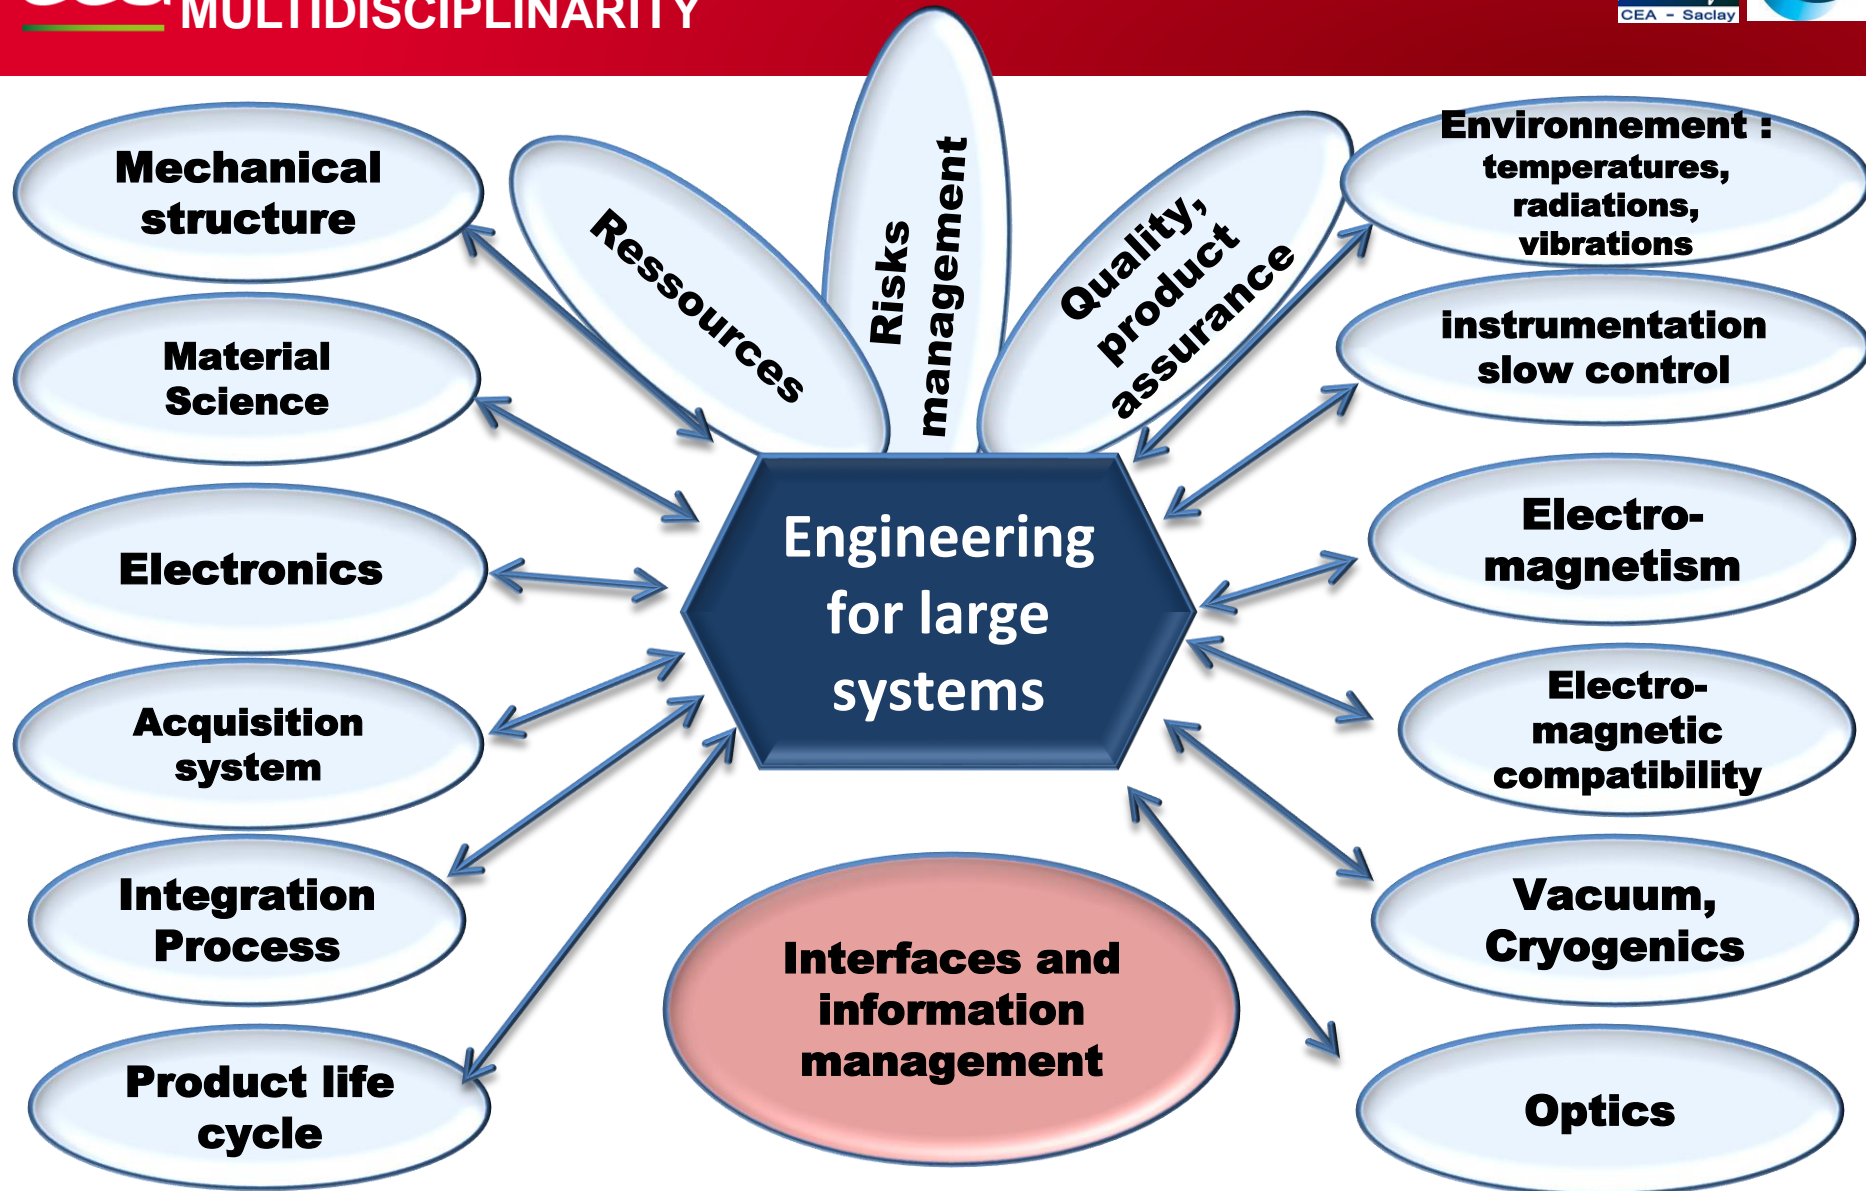 MULTIDISCIPLINARITY
CEA - Saclay
Mechanical
structure
Ressources
Risks
management
Quality,
product
assurance
Environnement :
temperatures,
radiations,
vibrations
Material
Science
instrumentation
slow control
Electronics
Engineering
for large
systems
Electro-
magnetism
Acquisition
system
Electro-
magnetic
compatibility
Integration
Process
Interfaces and
information
management
Vacuum,
Cryogenics
Product life
cycle
Optics